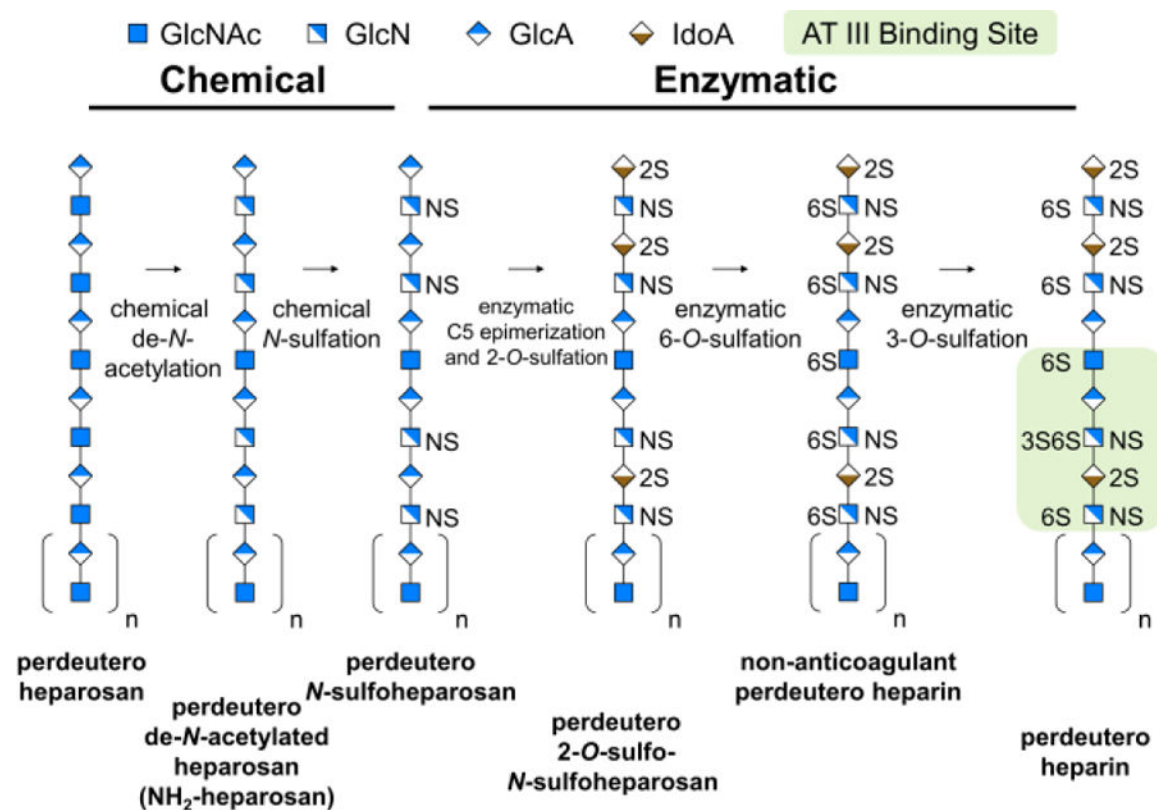 GlcNAc GlcN GlcA IdoA AT III Binding Site
Chemical Enzymatic
chemical
de-N-
acetylation
chemical
N-sulfation
enzymatic
C5 epimerization
and 2-O-sulfation
enzymatic
6-O-sulfation
enzymatic
3-O-sulfation
NS
NS
NS
NS
n
n
n
2S
NS
2S
NS
NS
2S
NS
n
2S
6S NS
2S
6S NS
6S
6S NS
2S
6S NS
n
2S
6S NS
2S
6S NS
6S
3S6S NS
2S
6S NS
n
perdeutero
heparosan
perdeutero
de-N-acetylated
heparosan
(NH₂-heparosan)
perdeutero
N-sulfoheparosan
perdeutero
2-O-sulfo-
N-sulfoheparosan
non-anticoagulant
perdeutero heparin
perdeutero
heparin